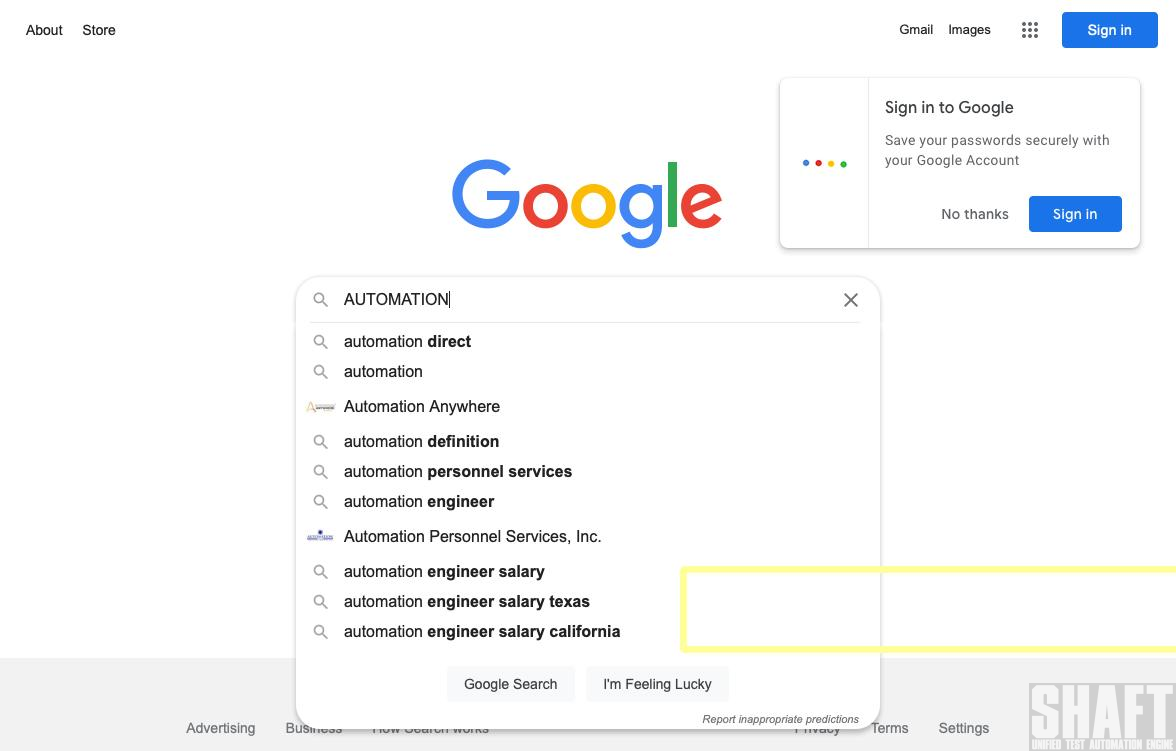 About Store Gmail Images Sign in
Sign in to Google
Save your passwords securely with
your Google Account
No thanks Sign in
Google
AUTOMATION
automation direct
automation
Automation Anywhere
automation definition
automation personnel services
automation engineer
Automation Personnel Services, Inc.
automation engineer salary
automation engineer salary texas
automation engineer salary california
Google Search I'm Feeling Lucky
Report inappropriate predictions
Advertising Business How Search works Privacy Terms Settings
SHAFT
UNIFIED TEST AUTOMATION ENGINE